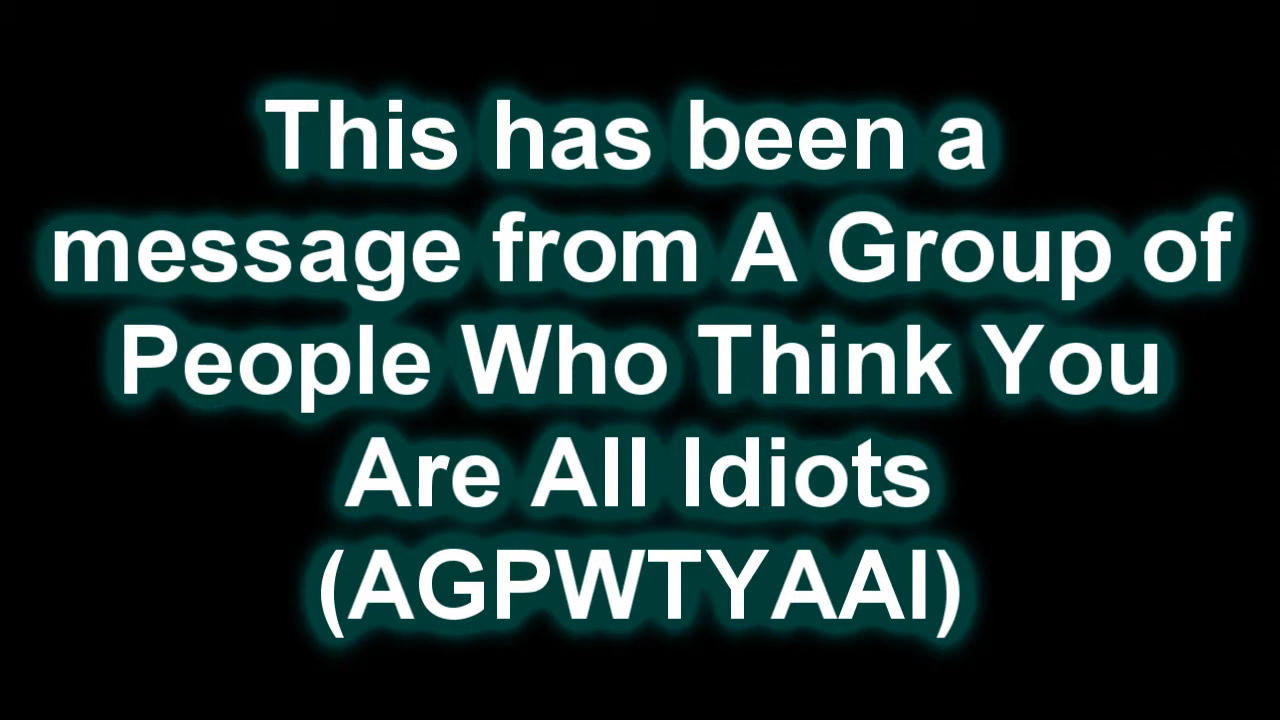 This has been a
message from A Group of
People Who Think You
Are All Idiots
(AGPWTYAAI)